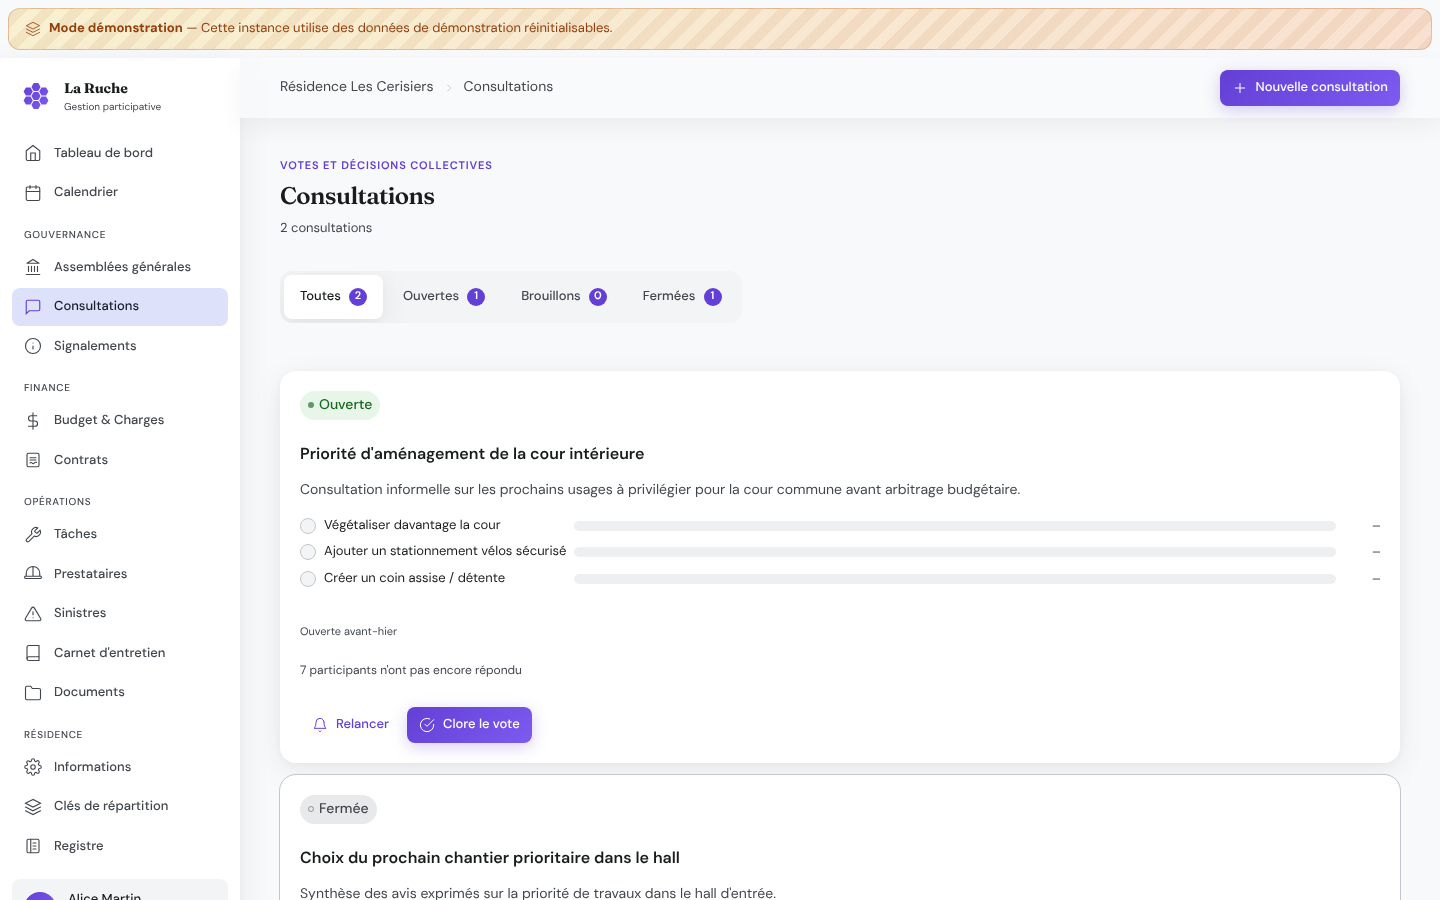 Mode démonstration — Cette instance utilise des données de démonstration réinitialisables.
La Ruche
Gestion participative
Tableau de bord
Calendrier
GOUVERNANCE
Assemblées générales
Consultations
Signalements
FINANCE
Budget & Charges
Contrats
OPÉRATIONS
Tâches
Prestataires
Sinistres
Carnet d'entretien
Documents
RÉSIDENCE
Informations
Clés de répartition
Registre
Alice Martin
Résidence Les Cerisiers > Consultations
Nouvelle consultation
VOTES ET DÉCISIONS COLLECTIVES
Consultations
2 consultations
Toutes 2 Ouvertes 1 Brouillons 0 Fermées 1
Ouverte
Priorité d'aménagement de la cour intérieure
Consultation informelle sur les prochains usages à privilégier pour la cour commune avant arbitrage budgétaire.
Végétaliser davantage la cour –
Ajouter un stationnement vélos sécurisé –
Créer un coin assise / détente –
Ouverte avant-hier
7 participants n'ont pas encore répondu
Relancer Clore le vote
Fermée
Choix du prochain chantier prioritaire dans le hall
Synthèse des avis exprimés sur la priorité de travaux dans le hall d'entrée.